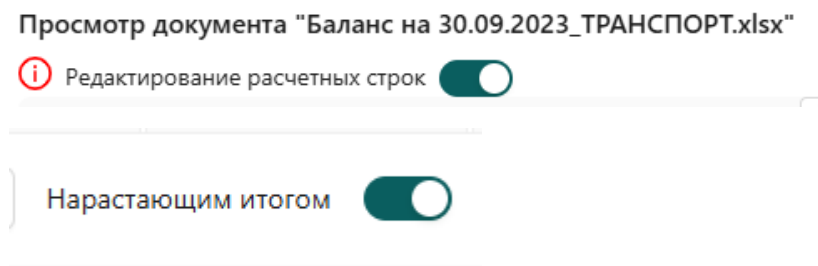 Просмотр документа "Баланс на 30.09.2023_ТРАНСПОРТ.xlsx"
Редактирование расчетных строк
Нарастающим итогом